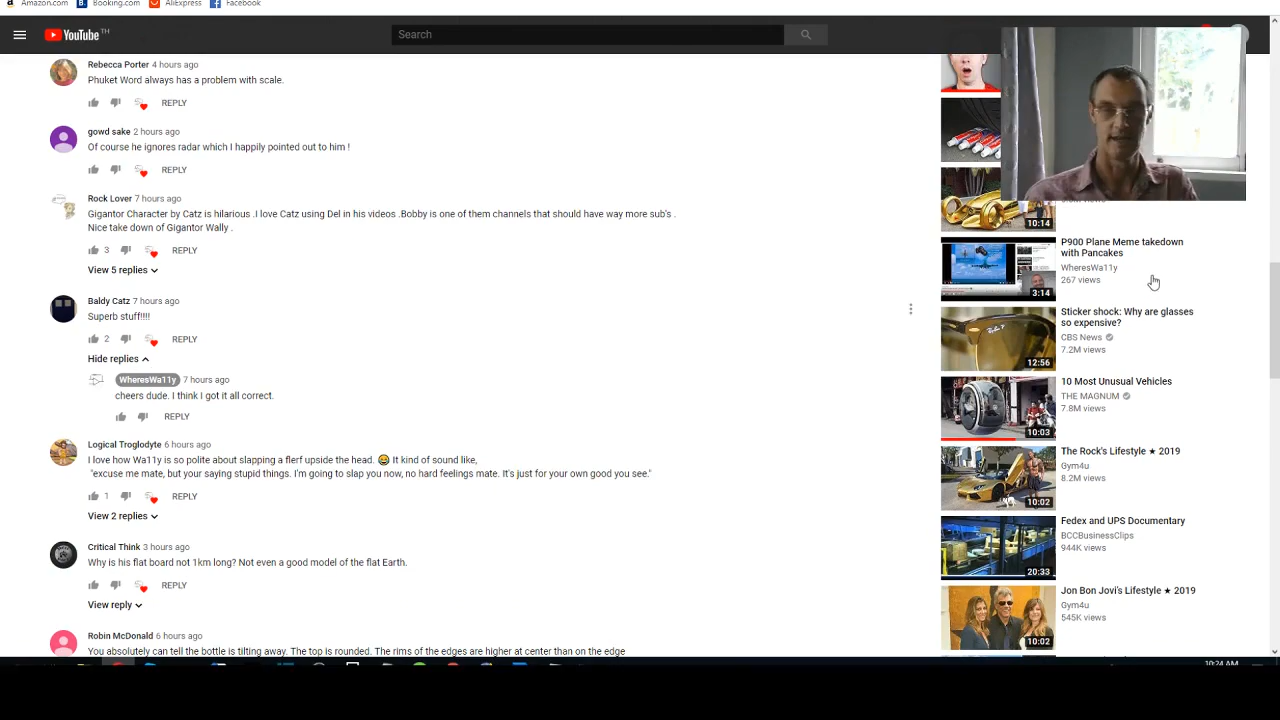 Amazon.com Booking.com AliExpress Facebook
YouTube TH
Search
Rebecca Porter 4 hours ago
Phuket Word always has a problem with scale.
REPLY
gowd sake 2 hours ago
Of course he ignores radar which I happily pointed out to him !
REPLY
Rock Lover 7 hours ago
Gigantor Character by Catz is hilarious .I love Catz using Del in his videos .Bobby is one of them channels that should have way more sub's .
Nice take down of Gigantor Wally .
3 REPLY
View 5 replies
Baldy Catz 7 hours ago
Superb stuff!!!!
2 REPLY
Hide replies
WheresWa11y 7 hours ago
cheers dude. I think I got it all correct.
REPLY
Logical Troglodyte 6 hours ago
I love how Wa11y is so polite about slapping a flerf upside the head. 😂 It kind of sound like,
"excuse me mate, but your saying stupid things. I'm going to slap you now, no hard feelings mate. It's just for your own good you see."
1 REPLY
View 2 replies
Critical Think 3 hours ago
Why is his flat board not 1km long? Not even a good model of the flat Earth.
REPLY
View reply
Robin McDonald 6 hours ago
You absolutely can tell the bottle is tilting away. The top is rounded. The rims of the edges are higher at center than on the edge
10:14
P900 Plane Meme takedown
with Pancakes
WheresWa11y
267 views
3:14
Sticker shock: Why are glasses
so expensive?
CBS News
7.2M views
12:56
10 Most Unusual Vehicles
THE MAGNUM
7.8M views
10:03
The Rock's Lifestyle ★ 2019
Gym4u
8.2M views
10:02
Fedex and UPS Documentary
BCCBusinessClips
944K views
20:33
Jon Bon Jovi's Lifestyle ★ 2019
Gym4u
545K views
10:02
10:24 AM